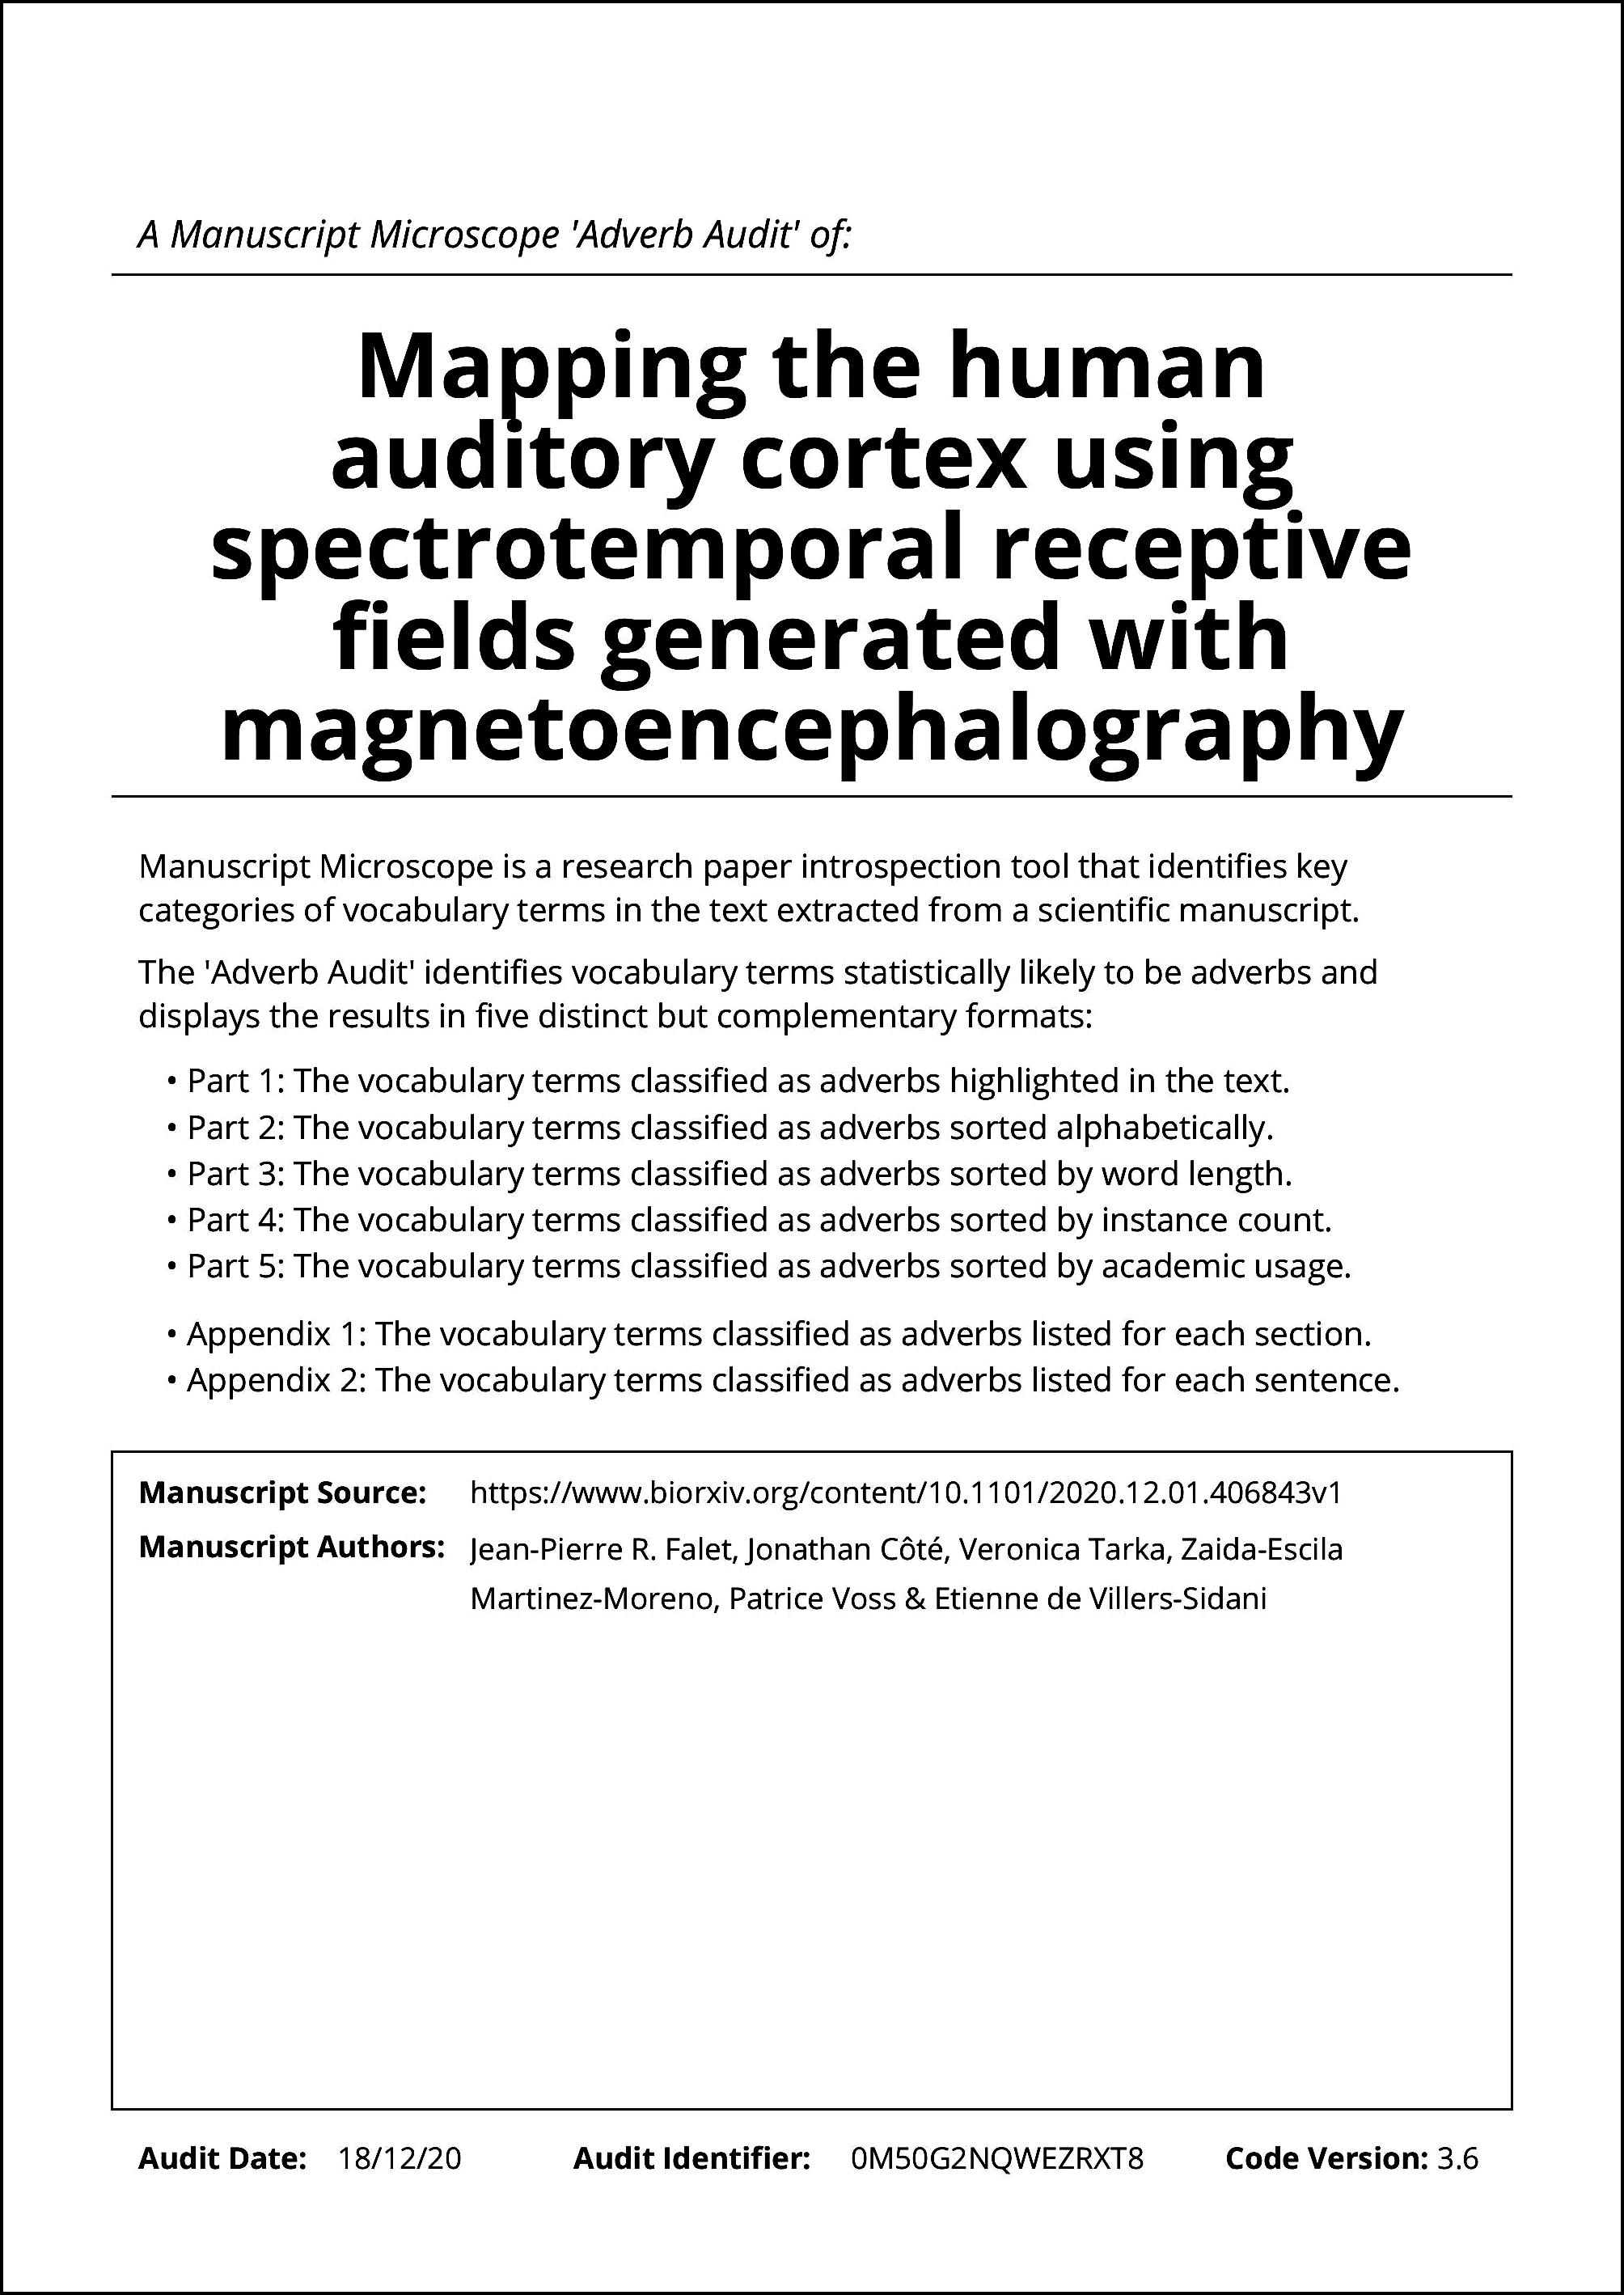 A Manuscript Microscope 'Adverb Audit' of:
Mapping the human
auditory cortex using
spectrotemporal receptive
fields generated with
magnetoencephalography
Manuscript Microscope is a research paper introspection tool that identifies key
categories of vocabulary terms in the text extracted from a scientific manuscript.
The 'Adverb Audit' identifies vocabulary terms statistically likely to be adverbs and
displays the results in five distinct but complementary formats:
• Part 1: The vocabulary terms classified as adverbs highlighted in the text.
• Part 2: The vocabulary terms classified as adverbs sorted alphabetically.
• Part 3: The vocabulary terms classified as adverbs sorted by word length.
• Part 4: The vocabulary terms classified as adverbs sorted by instance count.
• Part 5: The vocabulary terms classified as adverbs sorted by academic usage.
• Appendix 1: The vocabulary terms classified as adverbs listed for each section.
• Appendix 2: The vocabulary terms classified as adverbs listed for each sentence.
Manuscript Source: https://www.biorxiv.org/content/10.1101/2020.12.01.406843v1
Manuscript Authors: Jean-Pierre R. Falet, Jonathan Côté, Veronica Tarka, Zaida-Escila
Martinez-Moreno, Patrice Voss & Etienne de Villers-Sidani
Audit Date: 18/12/20 Audit Identifier: 0M50G2NQWEZRXT8 Code Version: 3.6